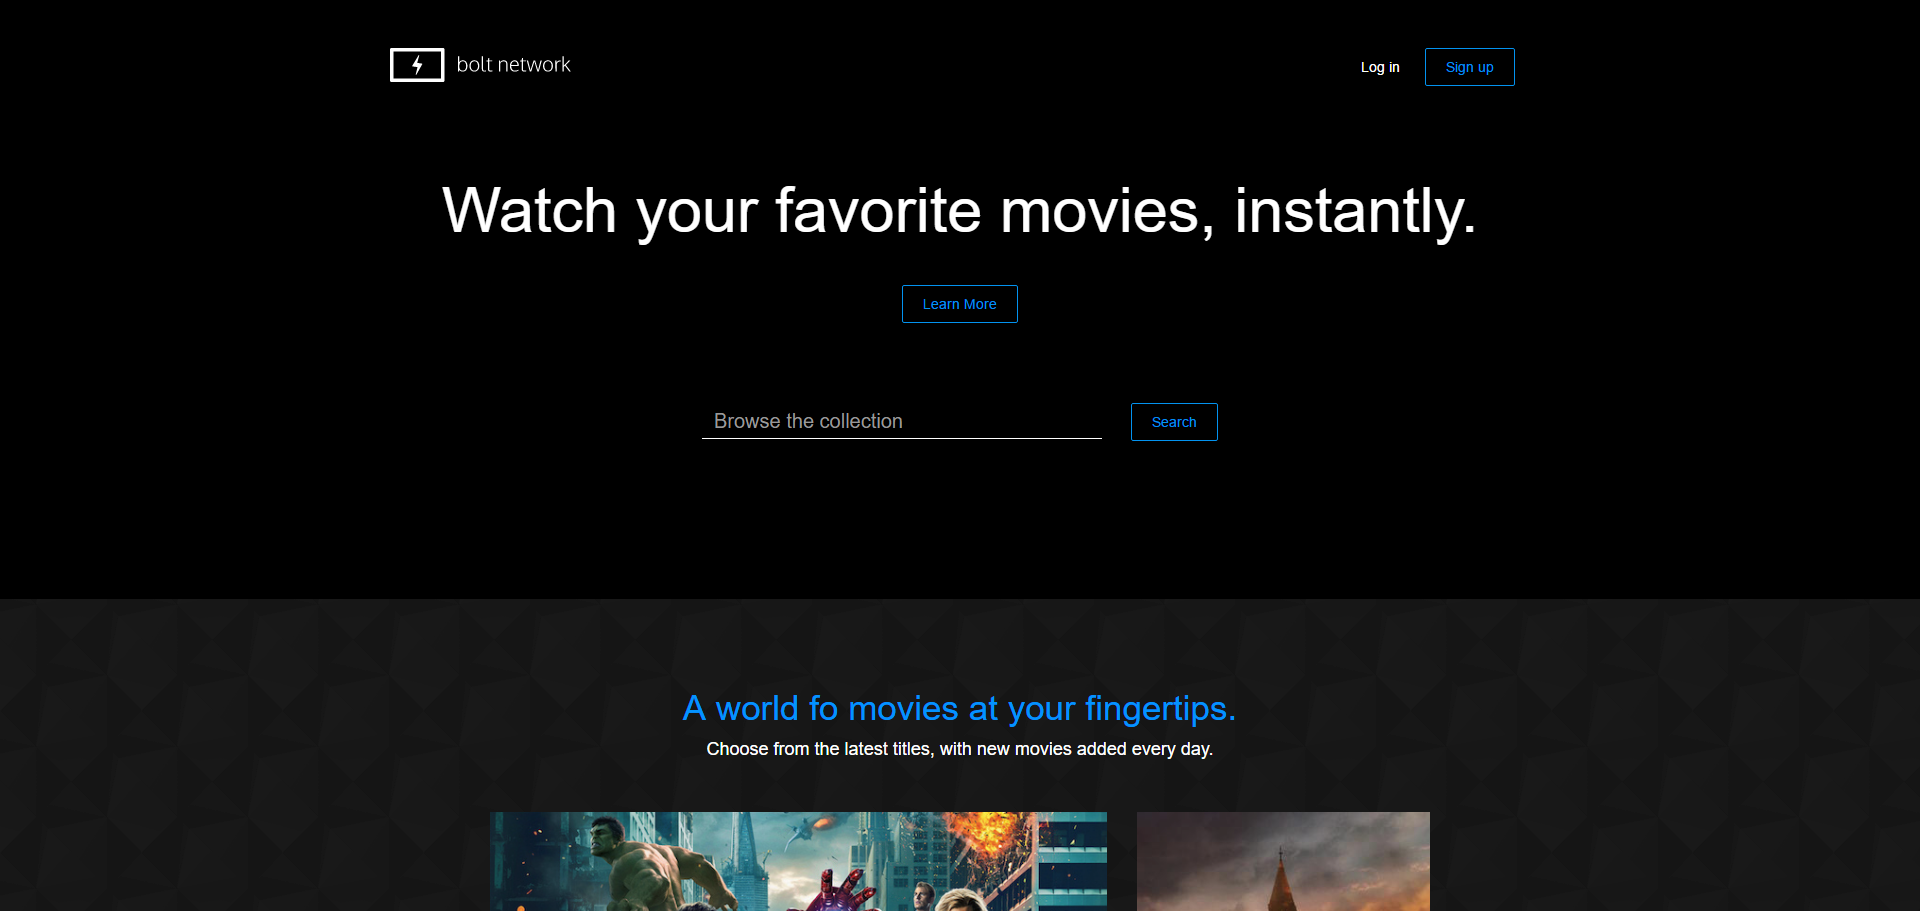 bolt network
Log in
Sign up
Watch your favorite movies, instantly.
Learn More
Browse the collection
Search
A world fo movies at your fingertips.
Choose from the latest titles, with new movies added every day.